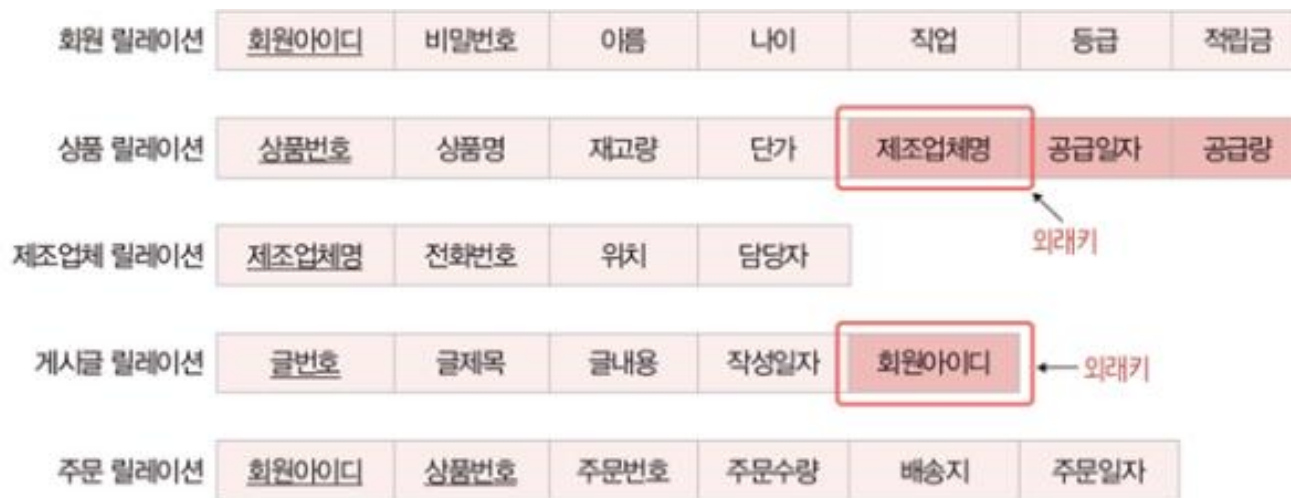 회원 릴레이션 회원아이디 비밀번호 이름 나이 직업 등급 적립금
상품 릴레이션 상품번호 상품명 재고량 단가 제조업체명 공급일자 공급량
외래키
제조업체 릴레이션 제조업체명 전화번호 위치 담당자
게시글 릴레이션 글번호 글제목 글내용 작성일자 회원아이디 외래키
주문 릴레이션 회원아이디 상품번호 주문번호 주문수량 배송지 주문일자